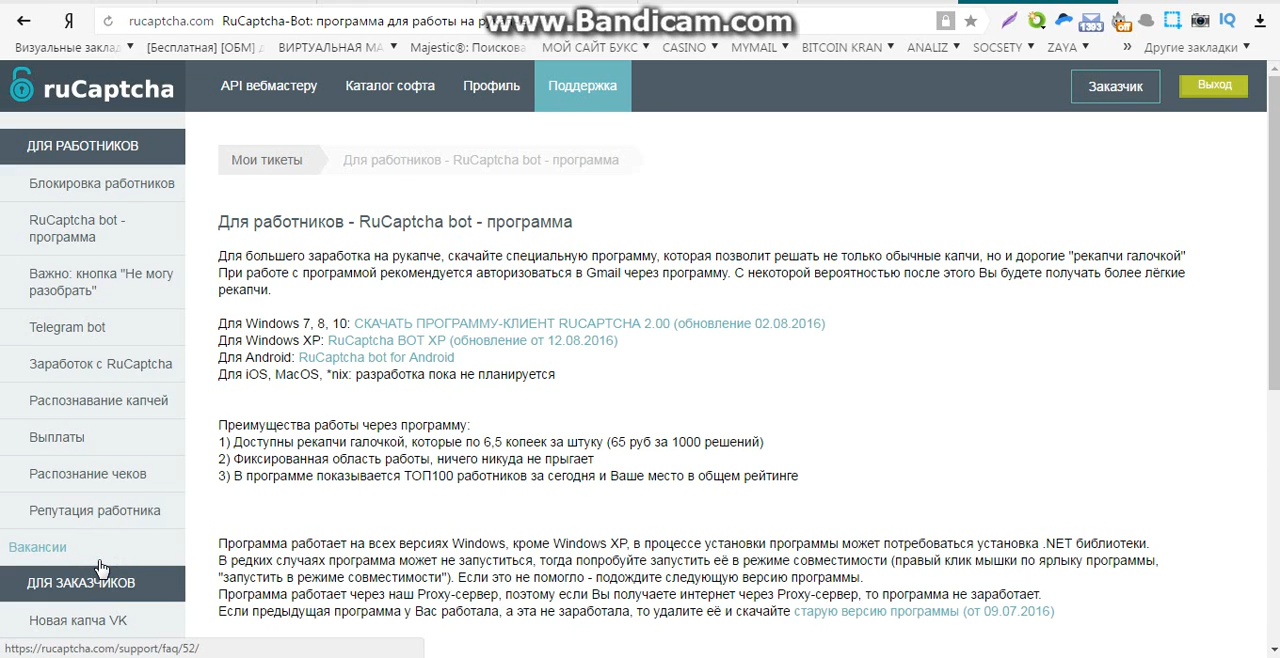 Я rucaptcha.com RuCaptcha-Bot: программа для работы на
www.Bandicam.com
1393 off IQ
Визуальные заклад [Бесплатная] [ОБМ] ВИРТУАЛЬНАЯ МА Majestic®: Поискова МОЙ САЙТ БУКС CASINO MYMAIL BITCOIN KRAN ANALIZ SOCSETY ZAYA » Другие закладки
ruCaptcha API вебмастеру Каталог софта Профиль Поддержка Заказчик Выход
ДЛЯ РАБОТНИКОВ
Блокировка работников
RuCaptcha bot -
программа
Важно: кнопка "Не могу
разобрать"
Telegram bot
Заработок с RuCaptcha
Распознавание капчей
Выплаты
Распознание чеков
Репутация работника
Вакансии
ДЛЯ ЗАКАЗЧИКОВ
Новая капча VK
https://rucaptcha.com/support/faq/52/
Мои тикеты Для работников - RuCaptcha bot - программа
Для работников - RuCaptcha bot - программа
Для большего заработка на рукапче, скачайте специальную программу, которая позволит решать не только обычные капчи, но и дорогие "рекапчи галочкой"
При работе с программой рекомендуется авторизоваться в Gmail через программу. С некоторой вероятностью после этого Вы будете получать более лёгкие
рекапчи.
Для Windows 7, 8, 10: СКАЧАТЬ ПРОГРАММУ-КЛИЕНТ RUCAPTCHA 2.00 (обновление 02.08.2016)
Для Windows XP: RuCaptcha BOT XP (обновление от 12.08.2016)
Для Android: RuCaptcha bot for Android
Для iOS, MacOS, *nix: разработка пока не планируется
Преимущества работы через программу:
1) Доступны рекапчи галочкой, которые по 6,5 копеек за штуку (65 руб за 1000 решений)
2) Фиксированная область работы, ничего никуда не прыгает
3) В программе показывается ТОП100 работников за сегодня и Ваше место в общем рейтинге
Программа работает на всех версиях Windows, кроме Windows XP, в процессе установки программы может потребоваться установка .NET библиотеки.
В редких случаях программа может не запуститься, тогда попробуйте запустить её в режиме совместимости (правый клик мышки по ярлыку программы,
"запустить в режиме совместимости"). Если это не помогло - подождите следующую версию программы.
Программа работает через наш Proxy-сервер, поэтому если Вы получаете интернет через Proxy-сервер, то программа не заработает.
Если предыдущая программа у Вас работала, а эта не заработала, то удалите её и скачайте старую версию программы (от 09.07.2016)